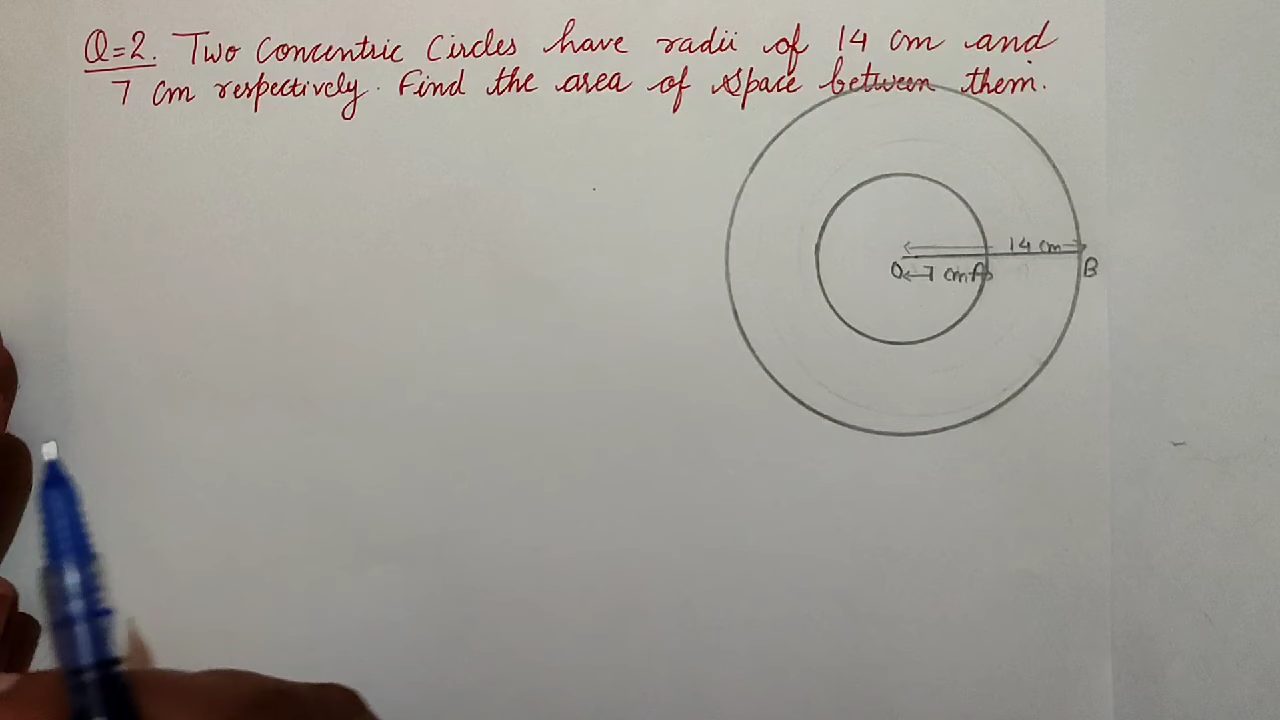 Q=2. Two Concentric Circles have radii of 14 cm and
7 cm respectively. Find the area of space between them.
14 cm
O 7 cm A B